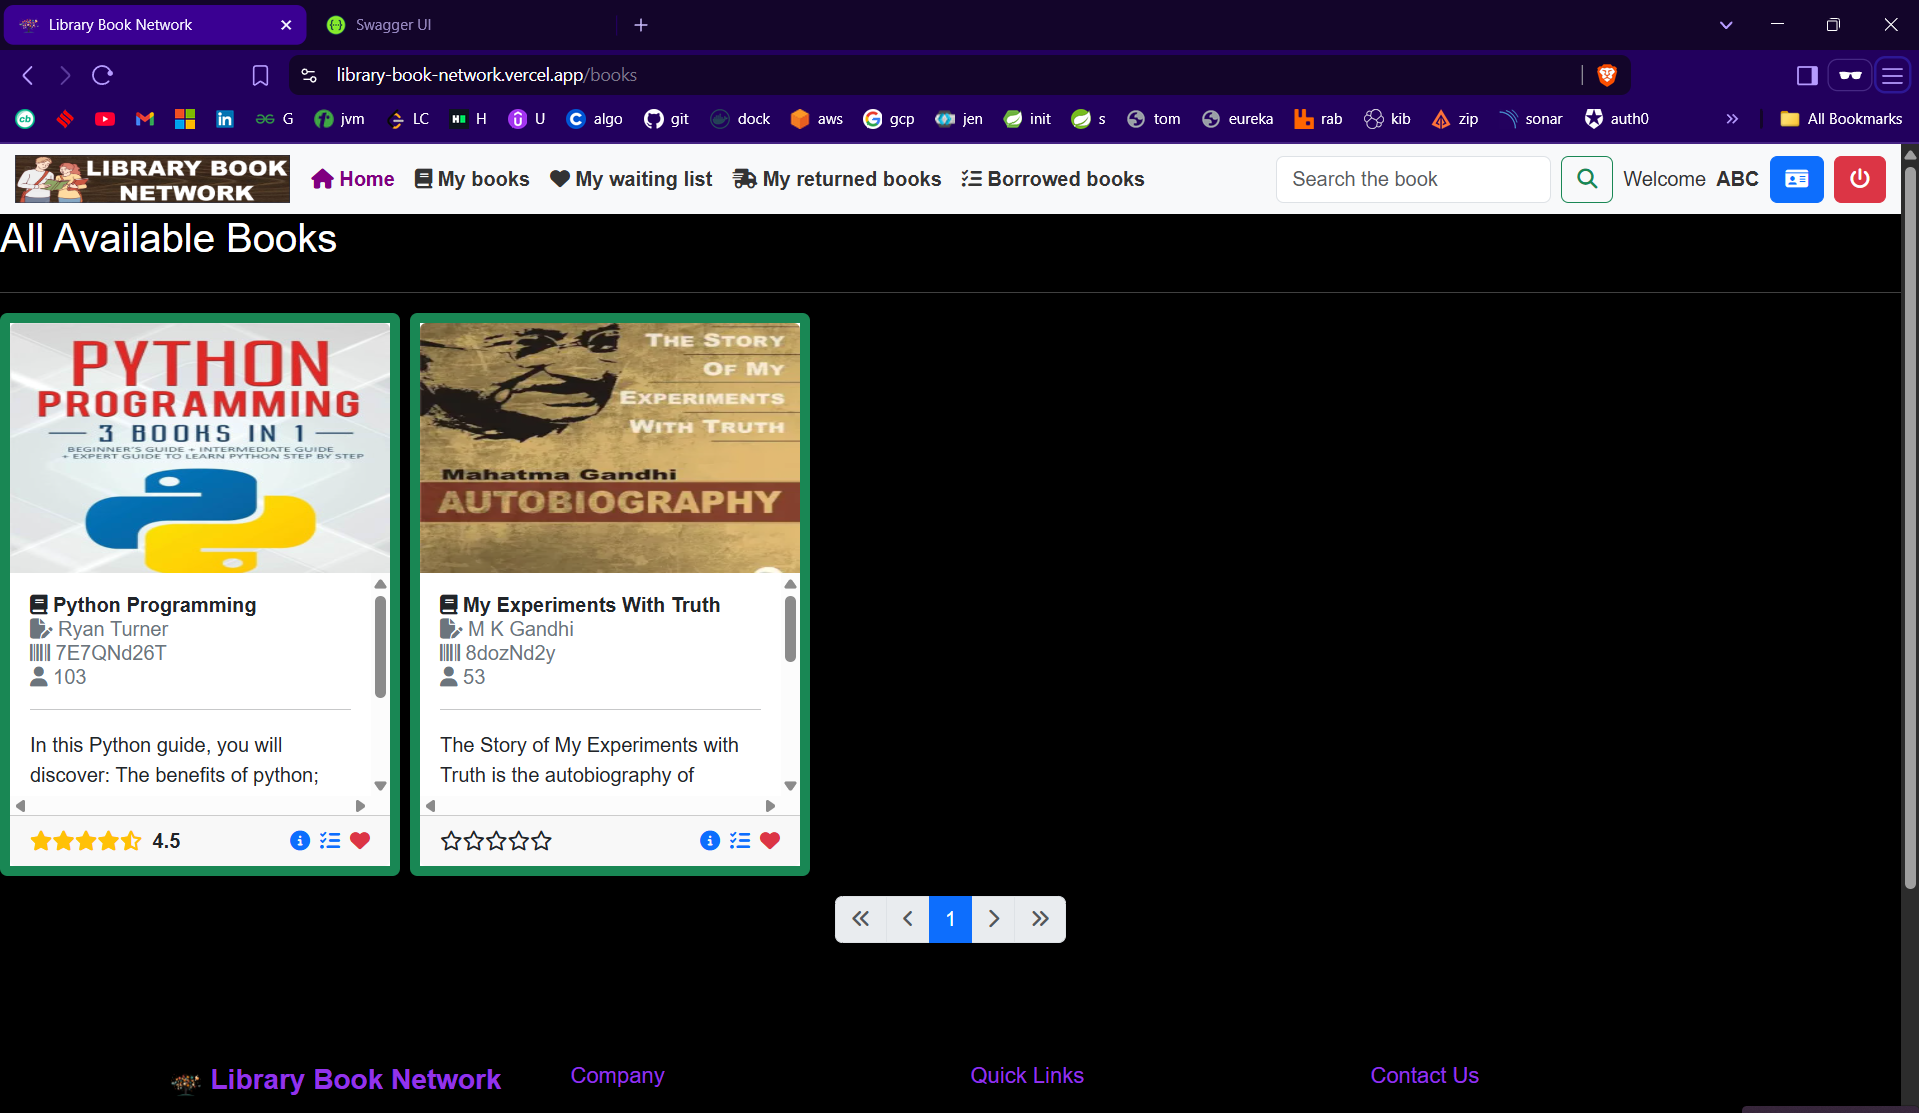 Library Book Network
Swagger UI
library-book-network.vercel.app/books
cb
in
G
jvm
LC
H
U
algo
git
dock
aws
gcp
jen
init
s
tom
eureka
rab
kib
zip
sonar
auth0
All Bookmarks
LIBRARY BOOK
NETWORK
Home
My books
My waiting list
My returned books
Borrowed books
Search the book
Welcome ABC
All Available Books
PYTHON
PROGRAMMING
3 BOOKS IN 1
BEGINNER'S GUIDE + INTERMEDIATE GUIDE
+ EXPERT GUIDE TO LEARN PYTHON STEP BY STEP
Python Programming
Ryan Turner
7E7QNd26T
103
In this Python guide, you will
discover: The benefits of python;
4.5
THE STORY
OF MY
EXPERIMENTS
WITH TRUTH
Mahatma Gandhi
AUTOBIOGRAPHY
My Experiments With Truth
M K Gandhi
8dozNd2y
53
The Story of My Experiments with
Truth is the autobiography of
1
Library Book Network
Company
Quick Links
Contact Us